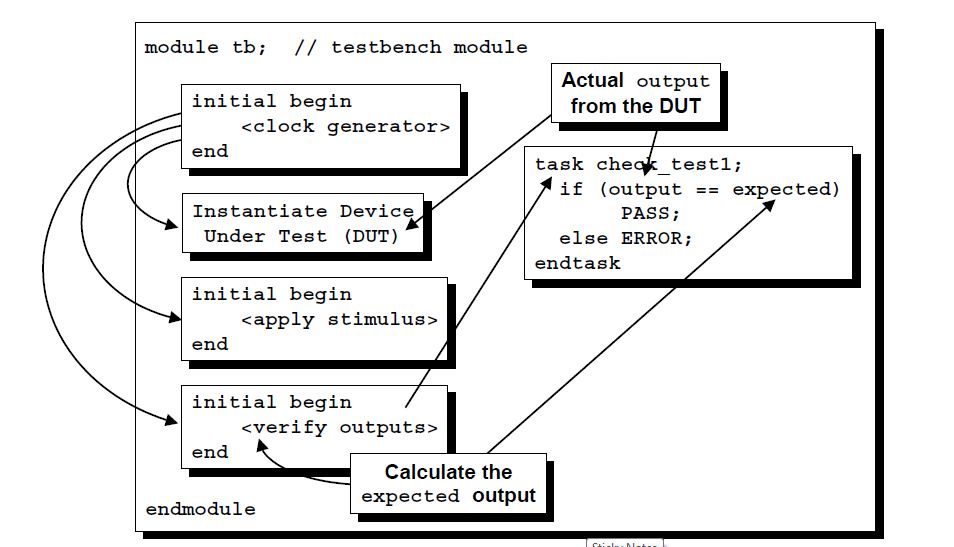 module tb;  // testbench module
initial begin
<clock generator>
end
Instantiate Device
Under Test (DUT)
initial begin
<apply stimulus>
end
initial begin
<verify outputs>
end
Calculate the
expected output
endmodule
Actual output
from the DUT
task check_test1;
if (output == expected)
PASS;
else ERROR;
endtask